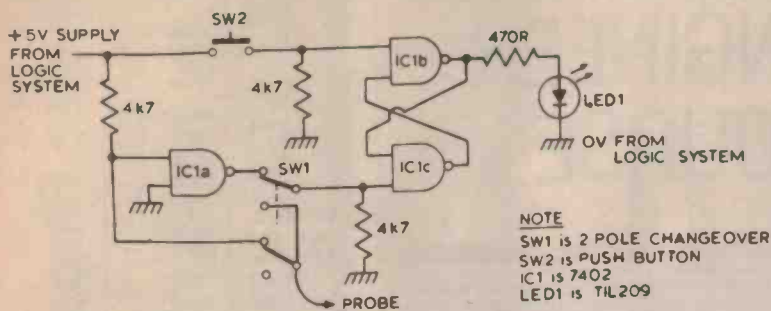 SW2
+5V SUPPLY
FROM
LOGIC
SYSTEM
4k7
4k7
IC1b
470R
LED1
0V FROM
LOGIC SYSTEM
IC1a
SW1
IC1c
4k7
PROBE
NOTE
SW1 is 2 POLE CHANGEOVER
SW2 is PUSH BUTTON
IC1 is 7402
LED1 is TIL209